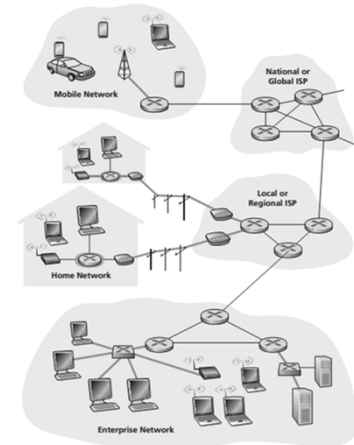 Mobile Network
National or
Global ISP
Local or
Regional ISP
Home Network
Enterprise Network